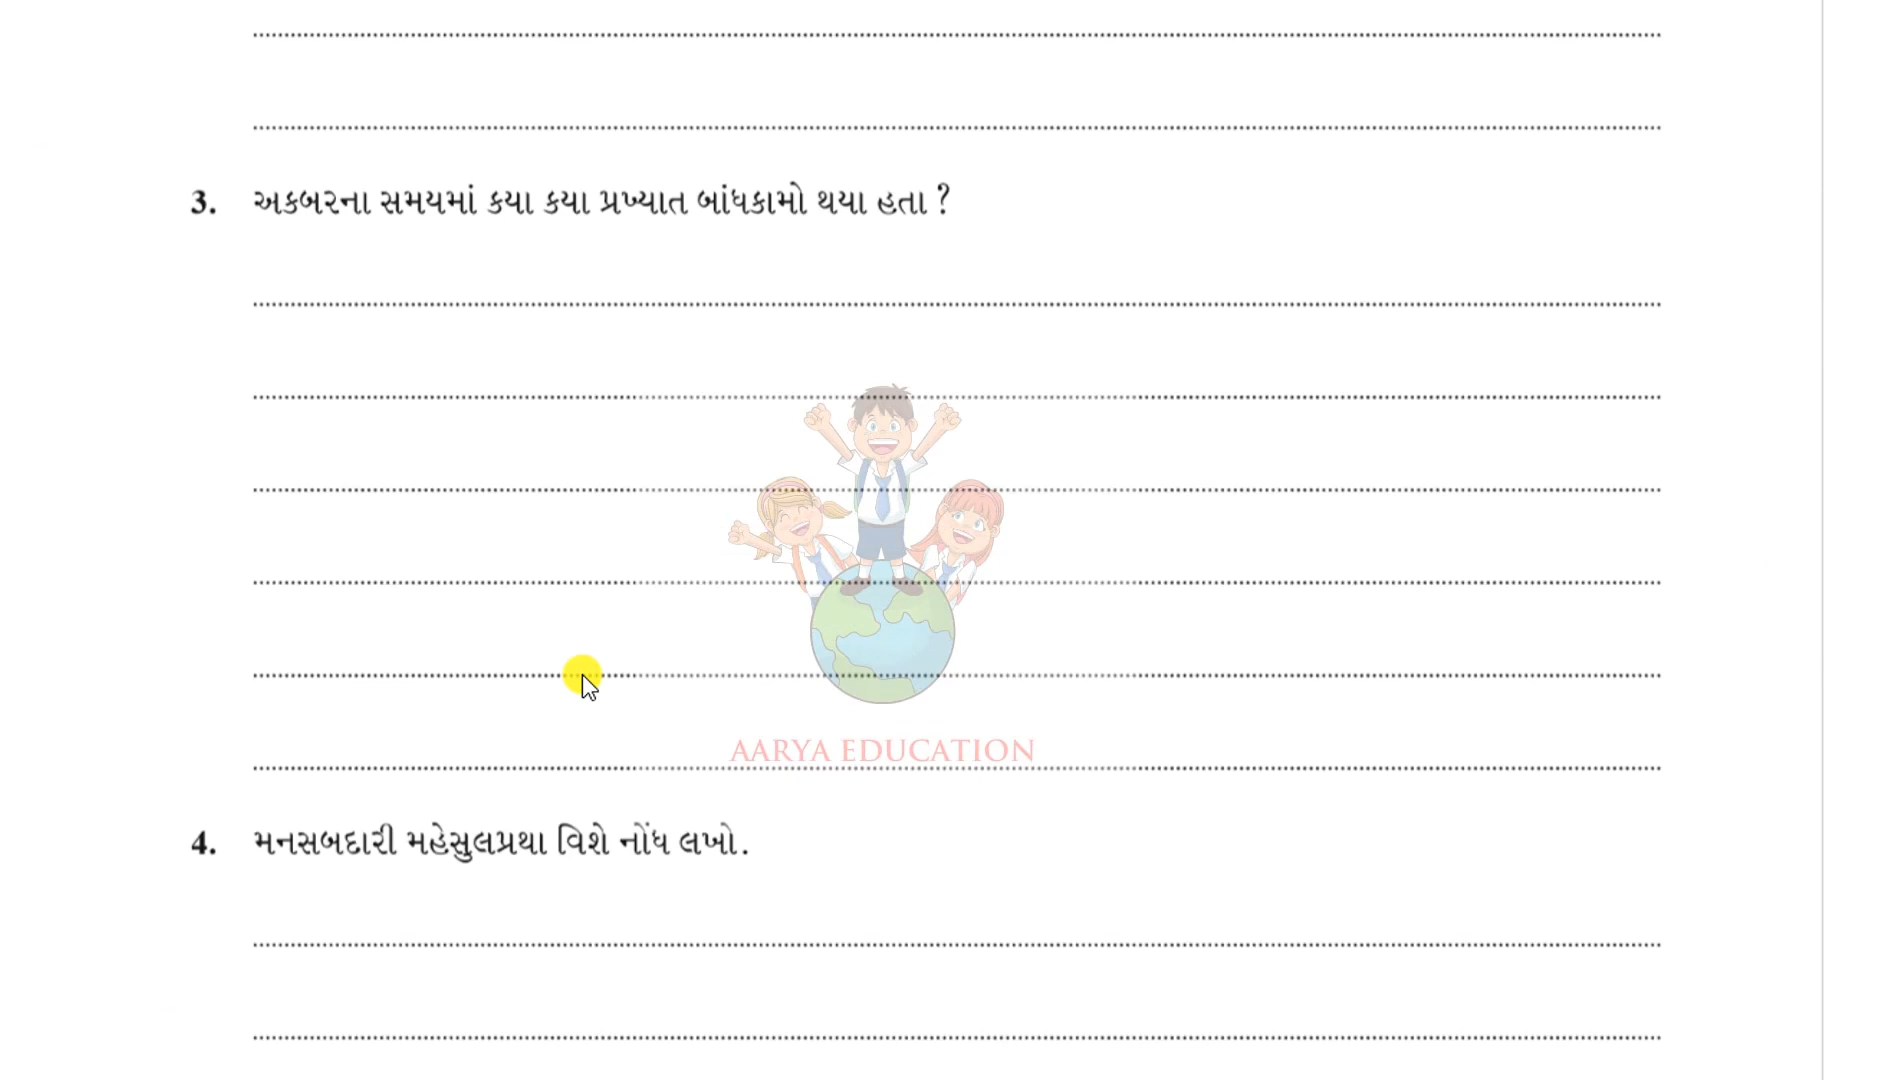 3. અકબરના સમયમાં કયા કયા પ્રખ્યાત બાંધકામો થયા હતા ?
AARYA EDUCATION
4. મનસબદારી મહેસુલપ્રથા વિશે નોંધ લખો.